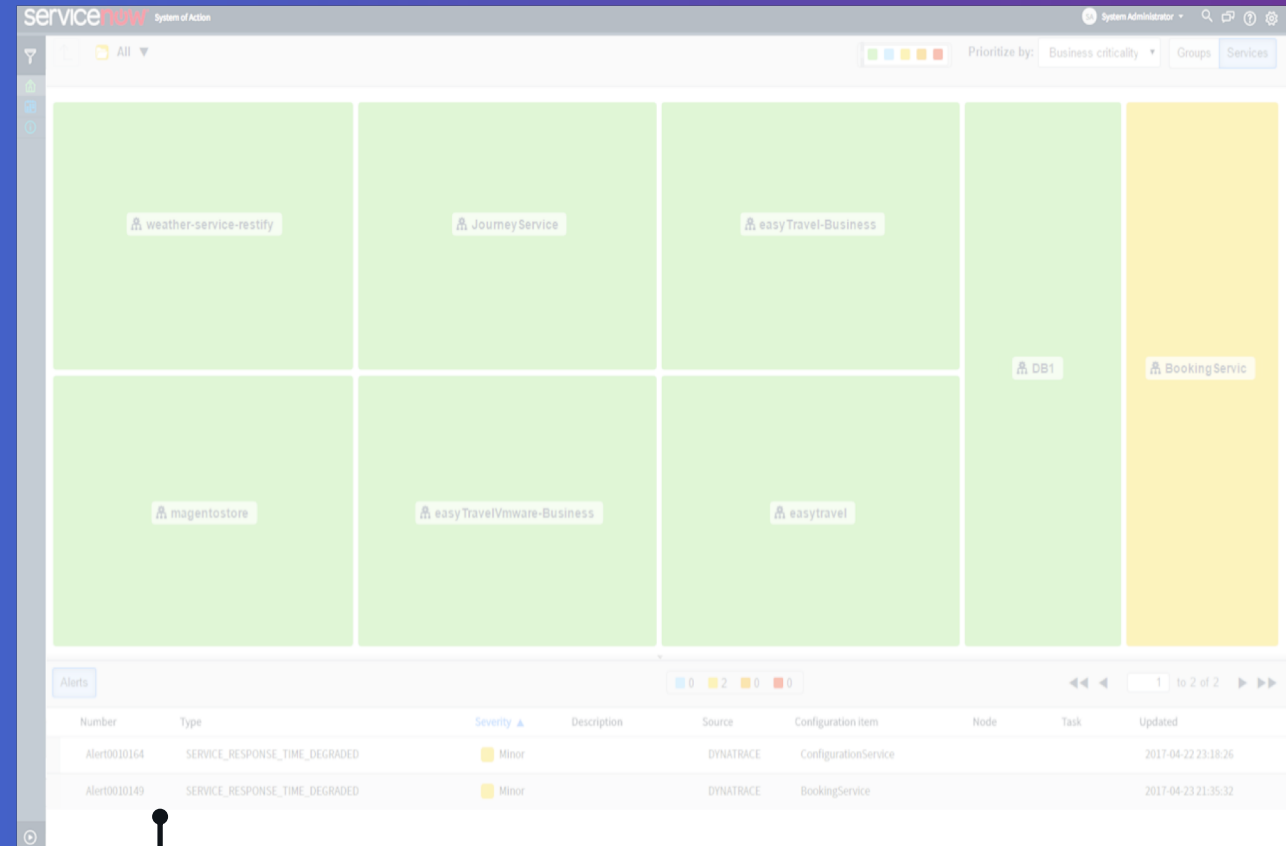 servicenow System of Action
System Administrator
All
Prioritize by: Business criticality Groups Services
weather-service-restify
JourneyService
easyTravel-Business
DB1
BookingServic
magentostore
easyTravelVmware-Business
easytravel
Alerts 0 2 0 0 1 to 2 of 2
Number Type Severity Description Source Configuration item Node Task Updated
Alert0010164 SERVICE_RESPONSE_TIME_DEGRADED Minor DYNATRACE ConfigurationService 2017-04-22 23:18:26
Alert0010149 SERVICE_RESPONSE_TIME_DEGRADED Minor DYNATRACE BookingService 2017-04-23 21:35:32